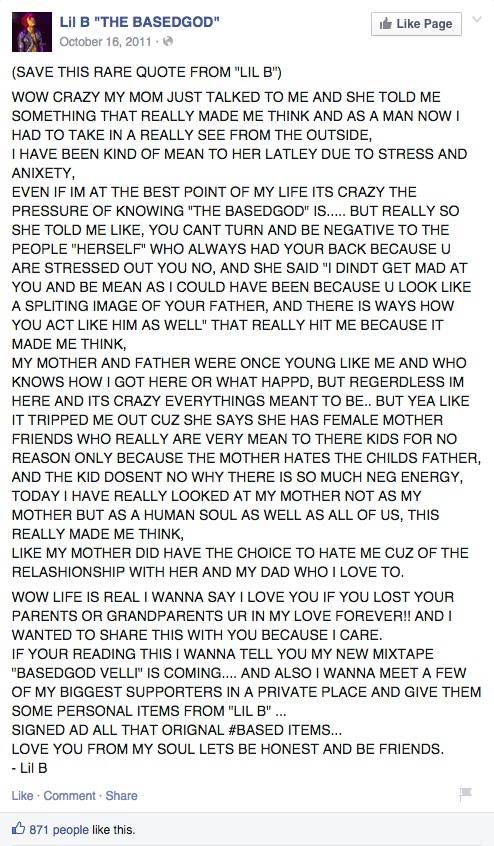 Lil B "THE BASEDGOD"
October 16, 2011 ·
Like Page
(SAVE THIS RARE QUOTE FROM "LIL B")
WOW CRAZY MY MOM JUST TALKED TO ME AND SHE TOLD ME
SOMETHING THAT REALLY MADE ME THINK AND AS A MAN NOW I
HAD TO TAKE IN A REALLY SEE FROM THE OUTSIDE,
I HAVE BEEN KIND OF MEAN TO HER LATLEY DUE TO STRESS AND
ANIXETY,
EVEN IF IM AT THE BEST POINT OF MY LIFE ITS CRAZY THE
PRESSURE OF KNOWING "THE BASEDGOD" IS..... BUT REALLY SO
SHE TOLD ME LIKE, YOU CANT TURN AND BE NEGATIVE TO THE
PEOPLE "HERSELF" WHO ALWAYS HAD YOUR BACK BECAUSE U
ARE STRESSED OUT YOU NO, AND SHE SAID "I DINDT GET MAD AT
YOU AND BE MEAN AS I COULD HAVE BEEN BECAUSE U LOOK LIKE
A SPLITING IMAGE OF YOUR FATHER, AND THERE IS WAYS HOW
YOU ACT LIKE HIM AS WELL" THAT REALLY HIT ME BECAUSE IT
MADE ME THINK,
MY MOTHER AND FATHER WERE ONCE YOUNG LIKE ME AND WHO
KNOWS HOW I GOT HERE OR WHAT HAPPD, BUT REGERDLESS IM
HERE AND ITS CRAZY EVERYTHINGS MEANT TO BE.. BUT YEA LIKE
IT TRIPPED ME OUT CUZ SHE SAYS SHE HAS FEMALE MOTHER
FRIENDS WHO REALLY ARE VERY MEAN TO THERE KIDS FOR NO
REASON ONLY BECAUSE THE MOTHER HATES THE CHILDS FATHER,
AND THE KID DOSENT NO WHY THERE IS SO MUCH NEG ENERGY,
TODAY I HAVE REALLY LOOKED AT MY MOTHER NOT AS MY
MOTHER BUT AS A HUMAN SOUL AS WELL AS ALL OF US, THIS
REALLY MADE ME THINK,
LIKE MY MOTHER DID HAVE THE CHOICE TO HATE ME CUZ OF THE
RELASHIONSHIP WITH HER AND MY DAD WHO I LOVE TO.
WOW LIFE IS REAL I WANNA SAY I LOVE YOU IF YOU LOST YOUR
PARENTS OR GRANDPARENTS UR IN MY LOVE FOREVER!! AND I
WANTED TO SHARE THIS WITH YOU BECAUSE I CARE.
IF YOUR READING THIS I WANNA TELL YOU MY NEW MIXTAPE
"BASEDGOD VELLI" IS COMING.... AND ALSO I WANNA MEET A FEW
OF MY BIGGEST SUPPORTERS IN A PRIVATE PLACE AND GIVE THEM
SOME PERSONAL ITEMS FROM "LIL B" ...
SIGNED AD ALL THAT ORIGNAL #BASED ITEMS...
LOVE YOU FROM MY SOUL LETS BE HONEST AND BE FRIENDS.
- Lil B
Like · Comment · Share
871 people like this.